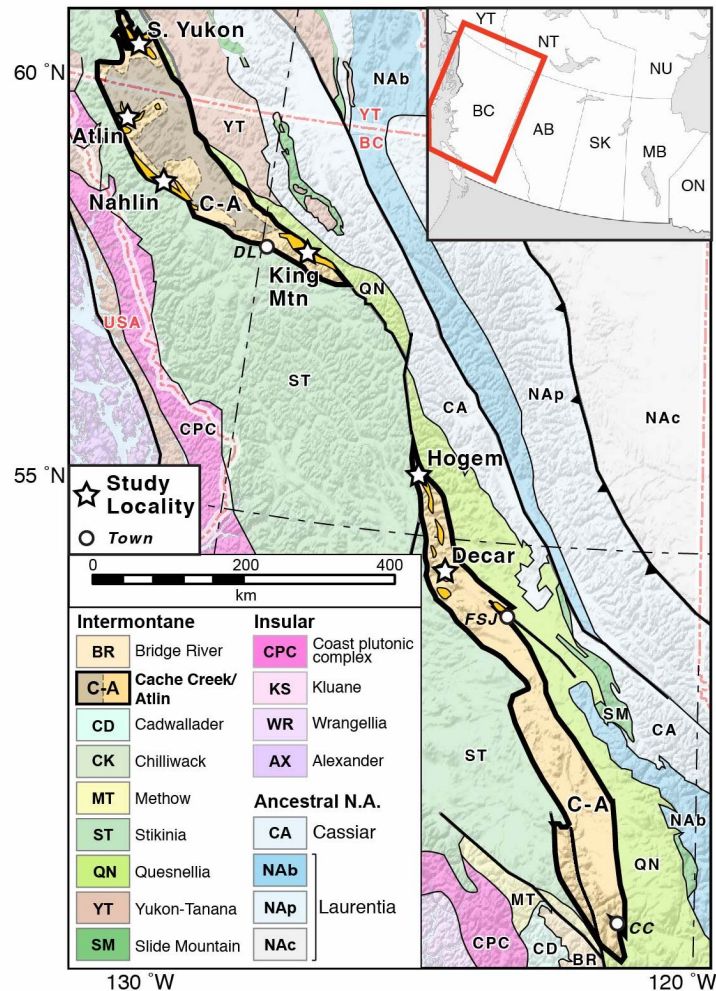 S. Yukon
60 °N
Atlin
Nahlin
C-A
DL
King
Mtn
YT
NAb
YT
BC
QN
USA
ST
CPC
CA
NAp
NAc
YT
NT
NU
BC
AB
SK
MB
ON
55 °N
Hogem
Decar
FSJ
SM
CA
ST
C-A
NAb
QN
MT
CPC
CD
BR
CC
Study
Locality
Town
0 200 400
km
Intermontane
BR Bridge River
C-A Cache Creek/
Atlin
CD Cadwallader
CK Chilliwack
MT Methow
ST Stikinia
QN Quesnellia
YT Yukon-Tanana
SM Slide Mountain
Insular
CPC Coast plutonic
complex
KS Kluane
WR Wrangellia
AX Alexander
Ancestral N.A.
CA Cassiar
NAb
NAp Laurentia
NAc
130 °W
120 °W